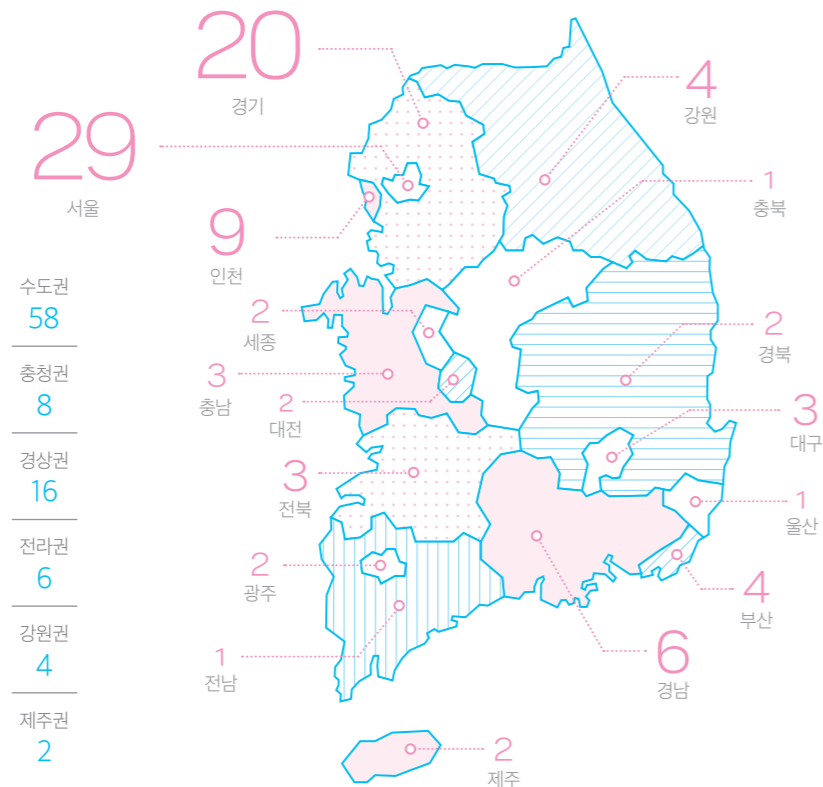 20
경기
4
강원
29
서울
1
충북
9
인천
수도권
58
충청권
8
경상권
16
전라권
6
강원권
4
제주권
2
2
세종
2
경북
3
충남
2
대전
3
대구
3
전북
1
울산
2
광주
4
부산
1
전남
6
경남
2
제주